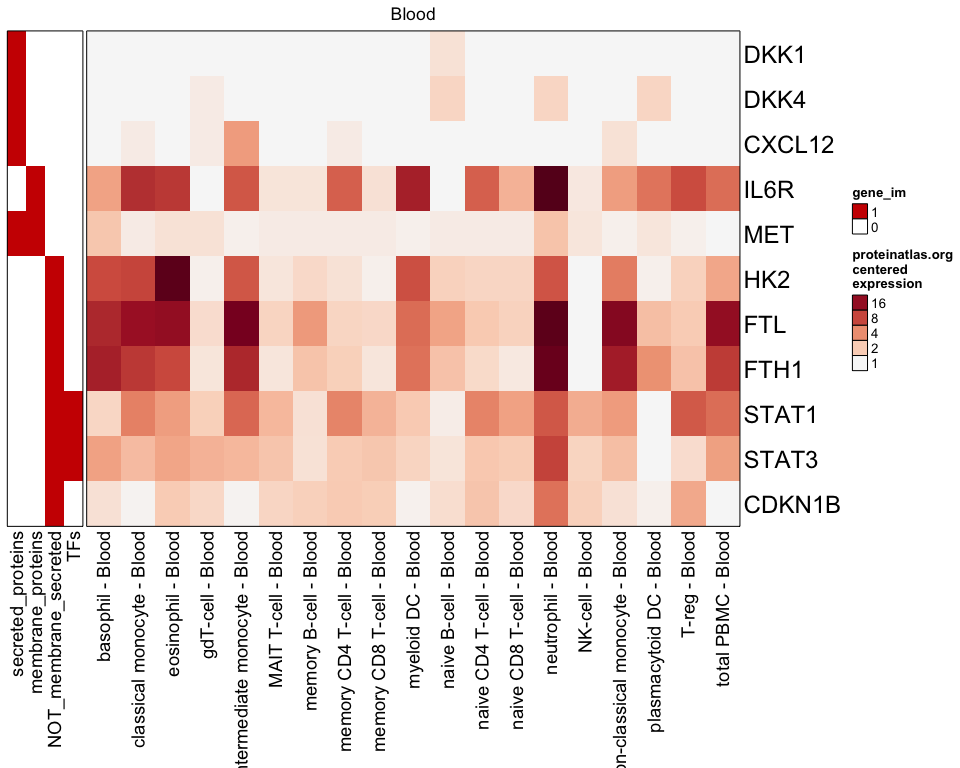 Blood
DKK1
DKK4
CXCL12
IL6R
MET
HK2
FTL
FTH1
STAT1
STAT3
CDKN1B
gene_im
1
0
proteinatlas.org
centered
expression
16
8
4
2
1
secreted_proteins
membrane_proteins
NOT_membrane_secreted
TFs
basophil - Blood
classical monocyte - Blood
eosinophil - Blood
gdT-cell - Blood
ntermediate monocyte - Blood
MAIT T-cell - Blood
memory B-cell - Blood
memory CD4 T-cell - Blood
memory CD8 T-cell - Blood
myeloid DC - Blood
naive B-cell - Blood
naive CD4 T-cell - Blood
naive CD8 T-cell - Blood
neutrophil - Blood
NK-cell - Blood
on-classical monocyte - Blood
plasmacytoid DC - Blood
T-reg - Blood
total PBMC - Blood